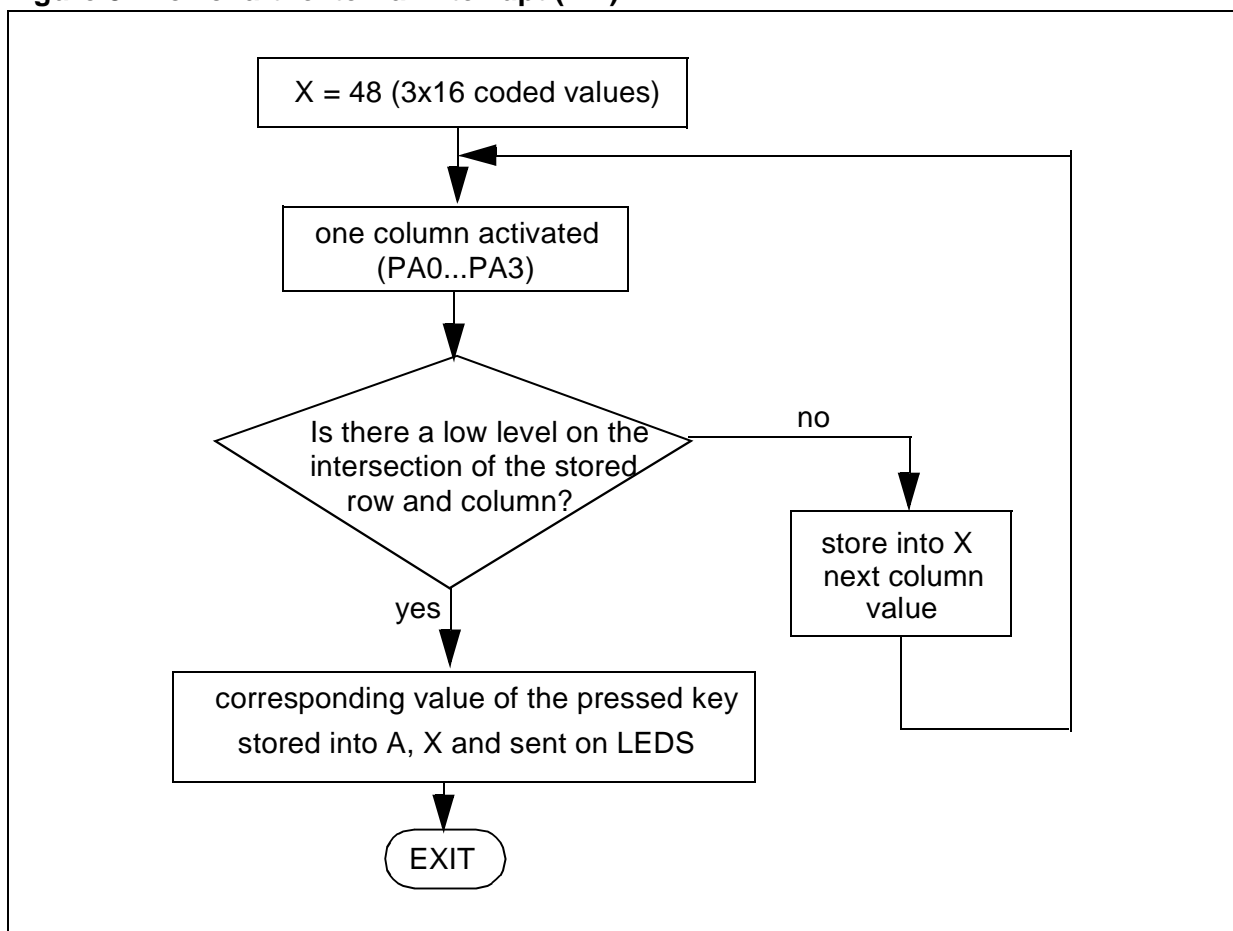 X = 48 (3x16 coded values)
one column activated
(PA0...PA3)
Is there a low level on the
intersection of the stored
row and column?
no
store into X
next column
value
yes
corresponding value of the pressed key
stored into A, X and sent on LEDS
EXIT